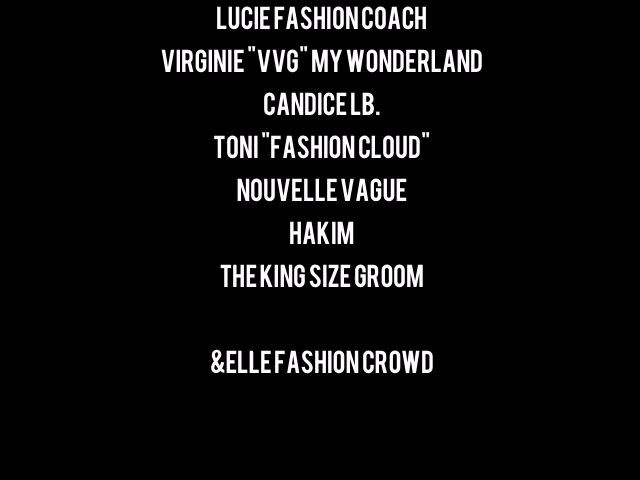 LUCIE FASHION COACH
VIRGINIE "VVG" MY WONDERLAND
CANDICE LB.
TONI "FASHION CLOUD"
NOUVELLE VAGUE
HAKIM
THE KING SIZE GROOM
&ELLE FASHION CROWD